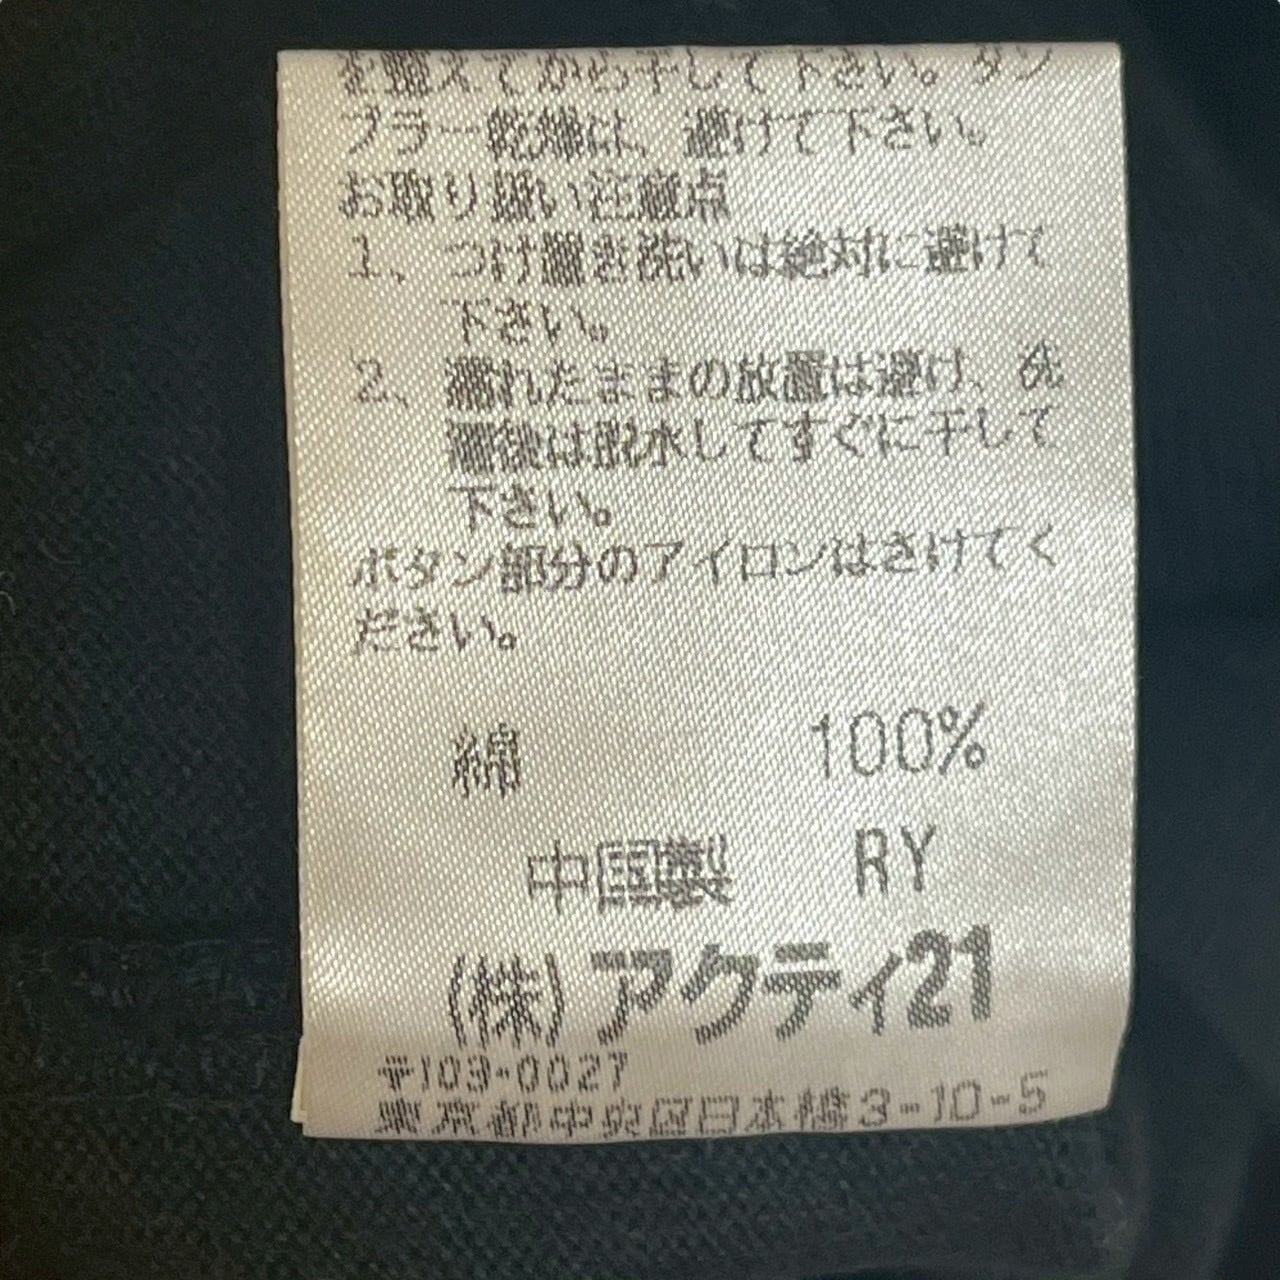 を整えてから干して下さい。タン
ブラー乾燥は、避けて下さい。
お取り扱い注意点
1、つけ置き洗いは絶対に避けて
下さい。
2、濡れたままの放置は避け、洗
濯後は脱水してすぐに干して
下さい。
ボタン部分のアイロンはさけてく
ださい。
綿 100%
中国製 RY
(株)アクティ21
〒103-0027
東京都中央区日本橋3-10-5